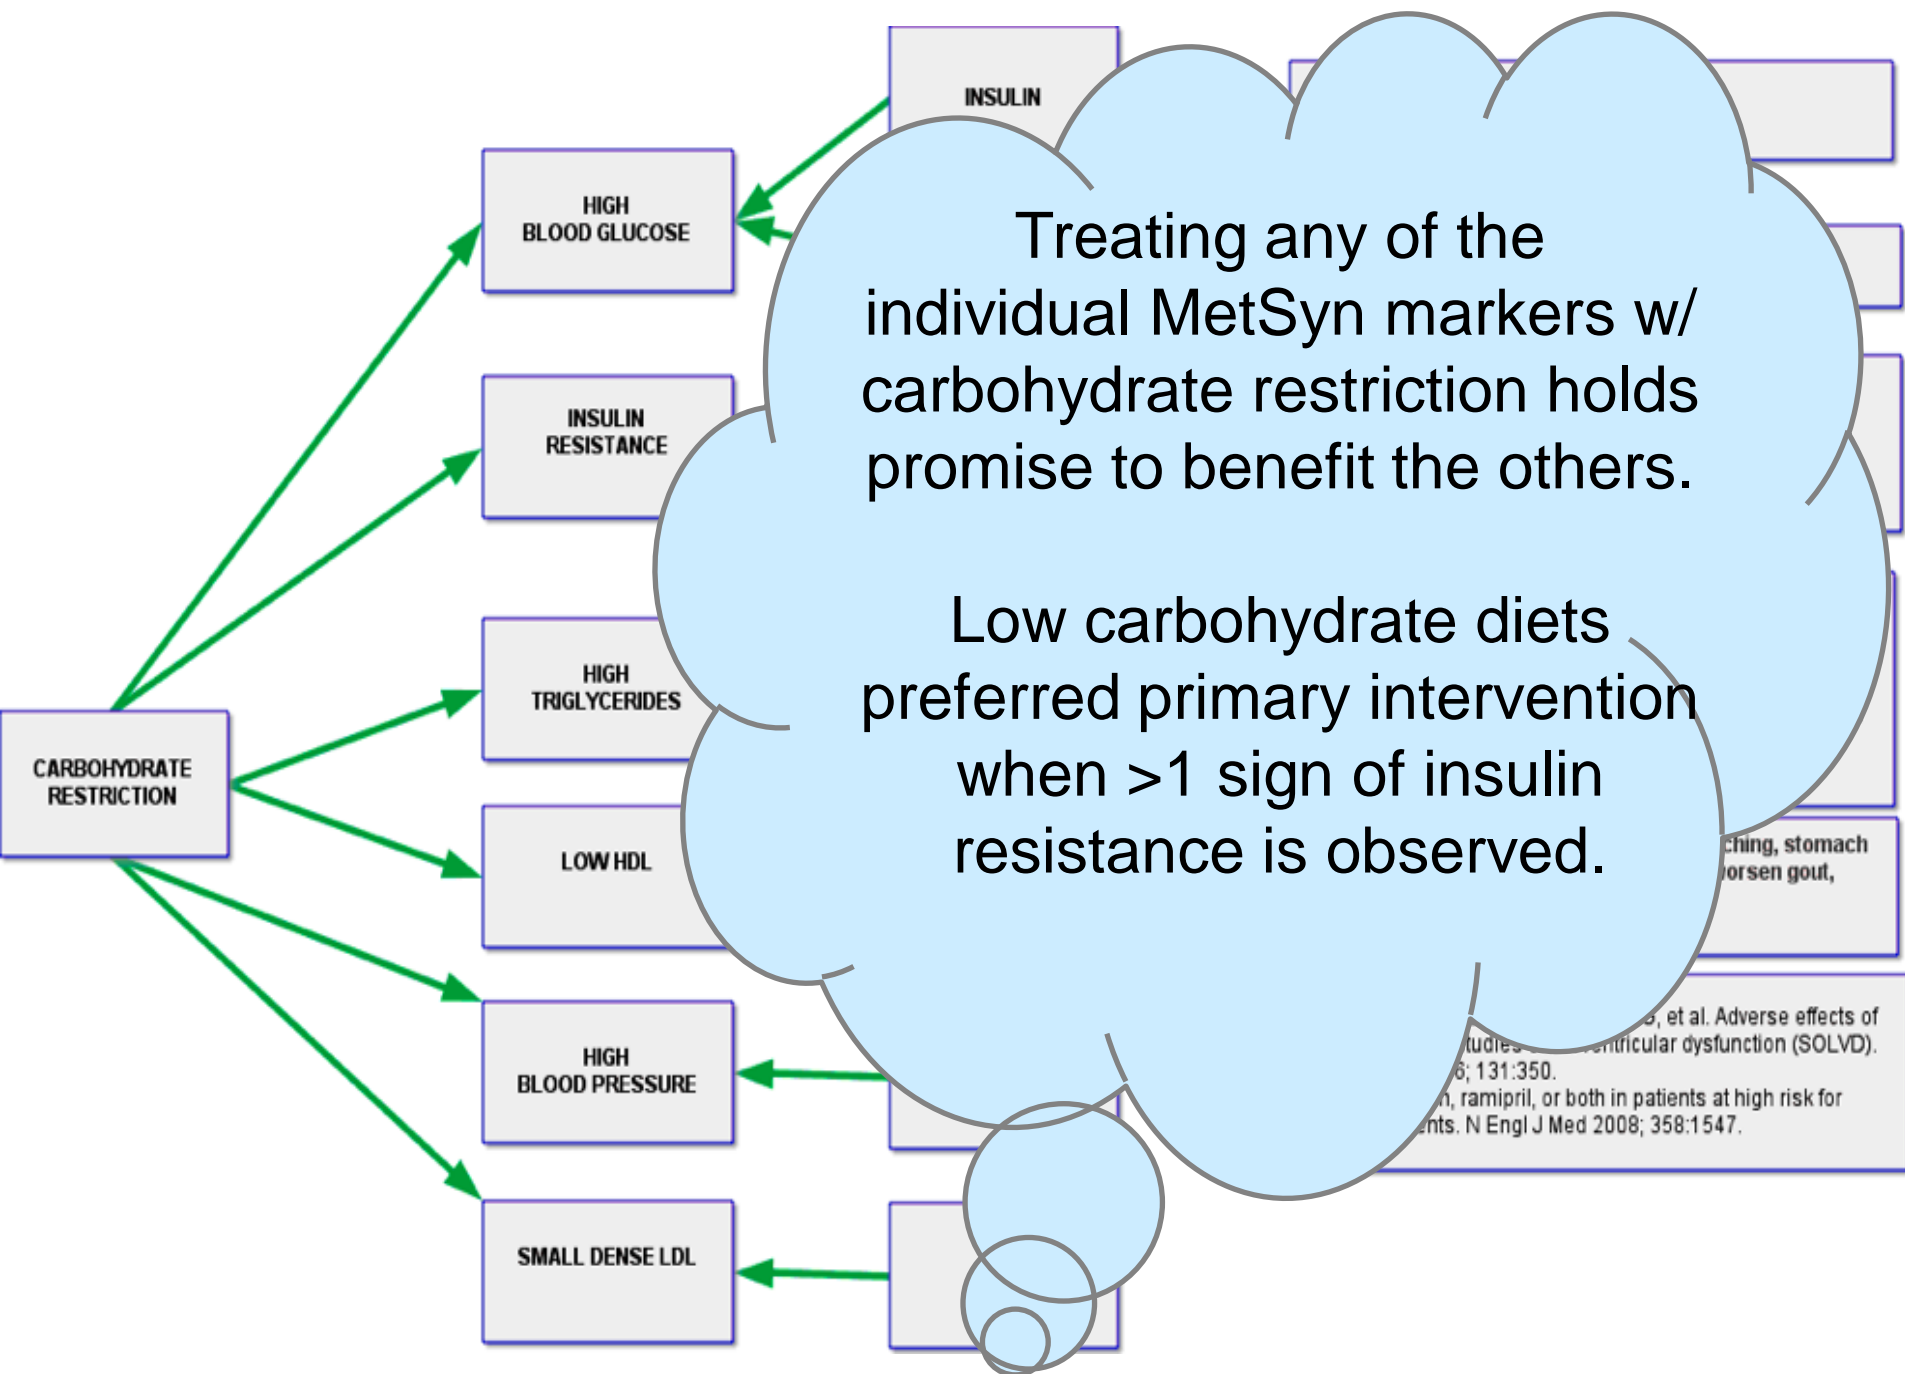 INSULIN
HIGH
BLOOD GLUCOSE
INSULIN
RESISTANCE
HIGH
TRIGLYCERIDES
CARBOHYDRATE
RESTRICTION
LOW HDL
HIGH
BLOOD PRESSURE
SMALL DENSE LDL
Treating any of the
individual MetSyn markers w/
carbohydrate restriction holds
promise to benefit the others.
Low carbohydrate diets
preferred primary intervention
when >1 sign of insulin
resistance is observed.
stomach
gout,
et al. Adverse effects of
dysfunction (SOLVD).
131:350.
ramipril, or both in patients at high risk for
N Engl J Med 2008; 358:1547.